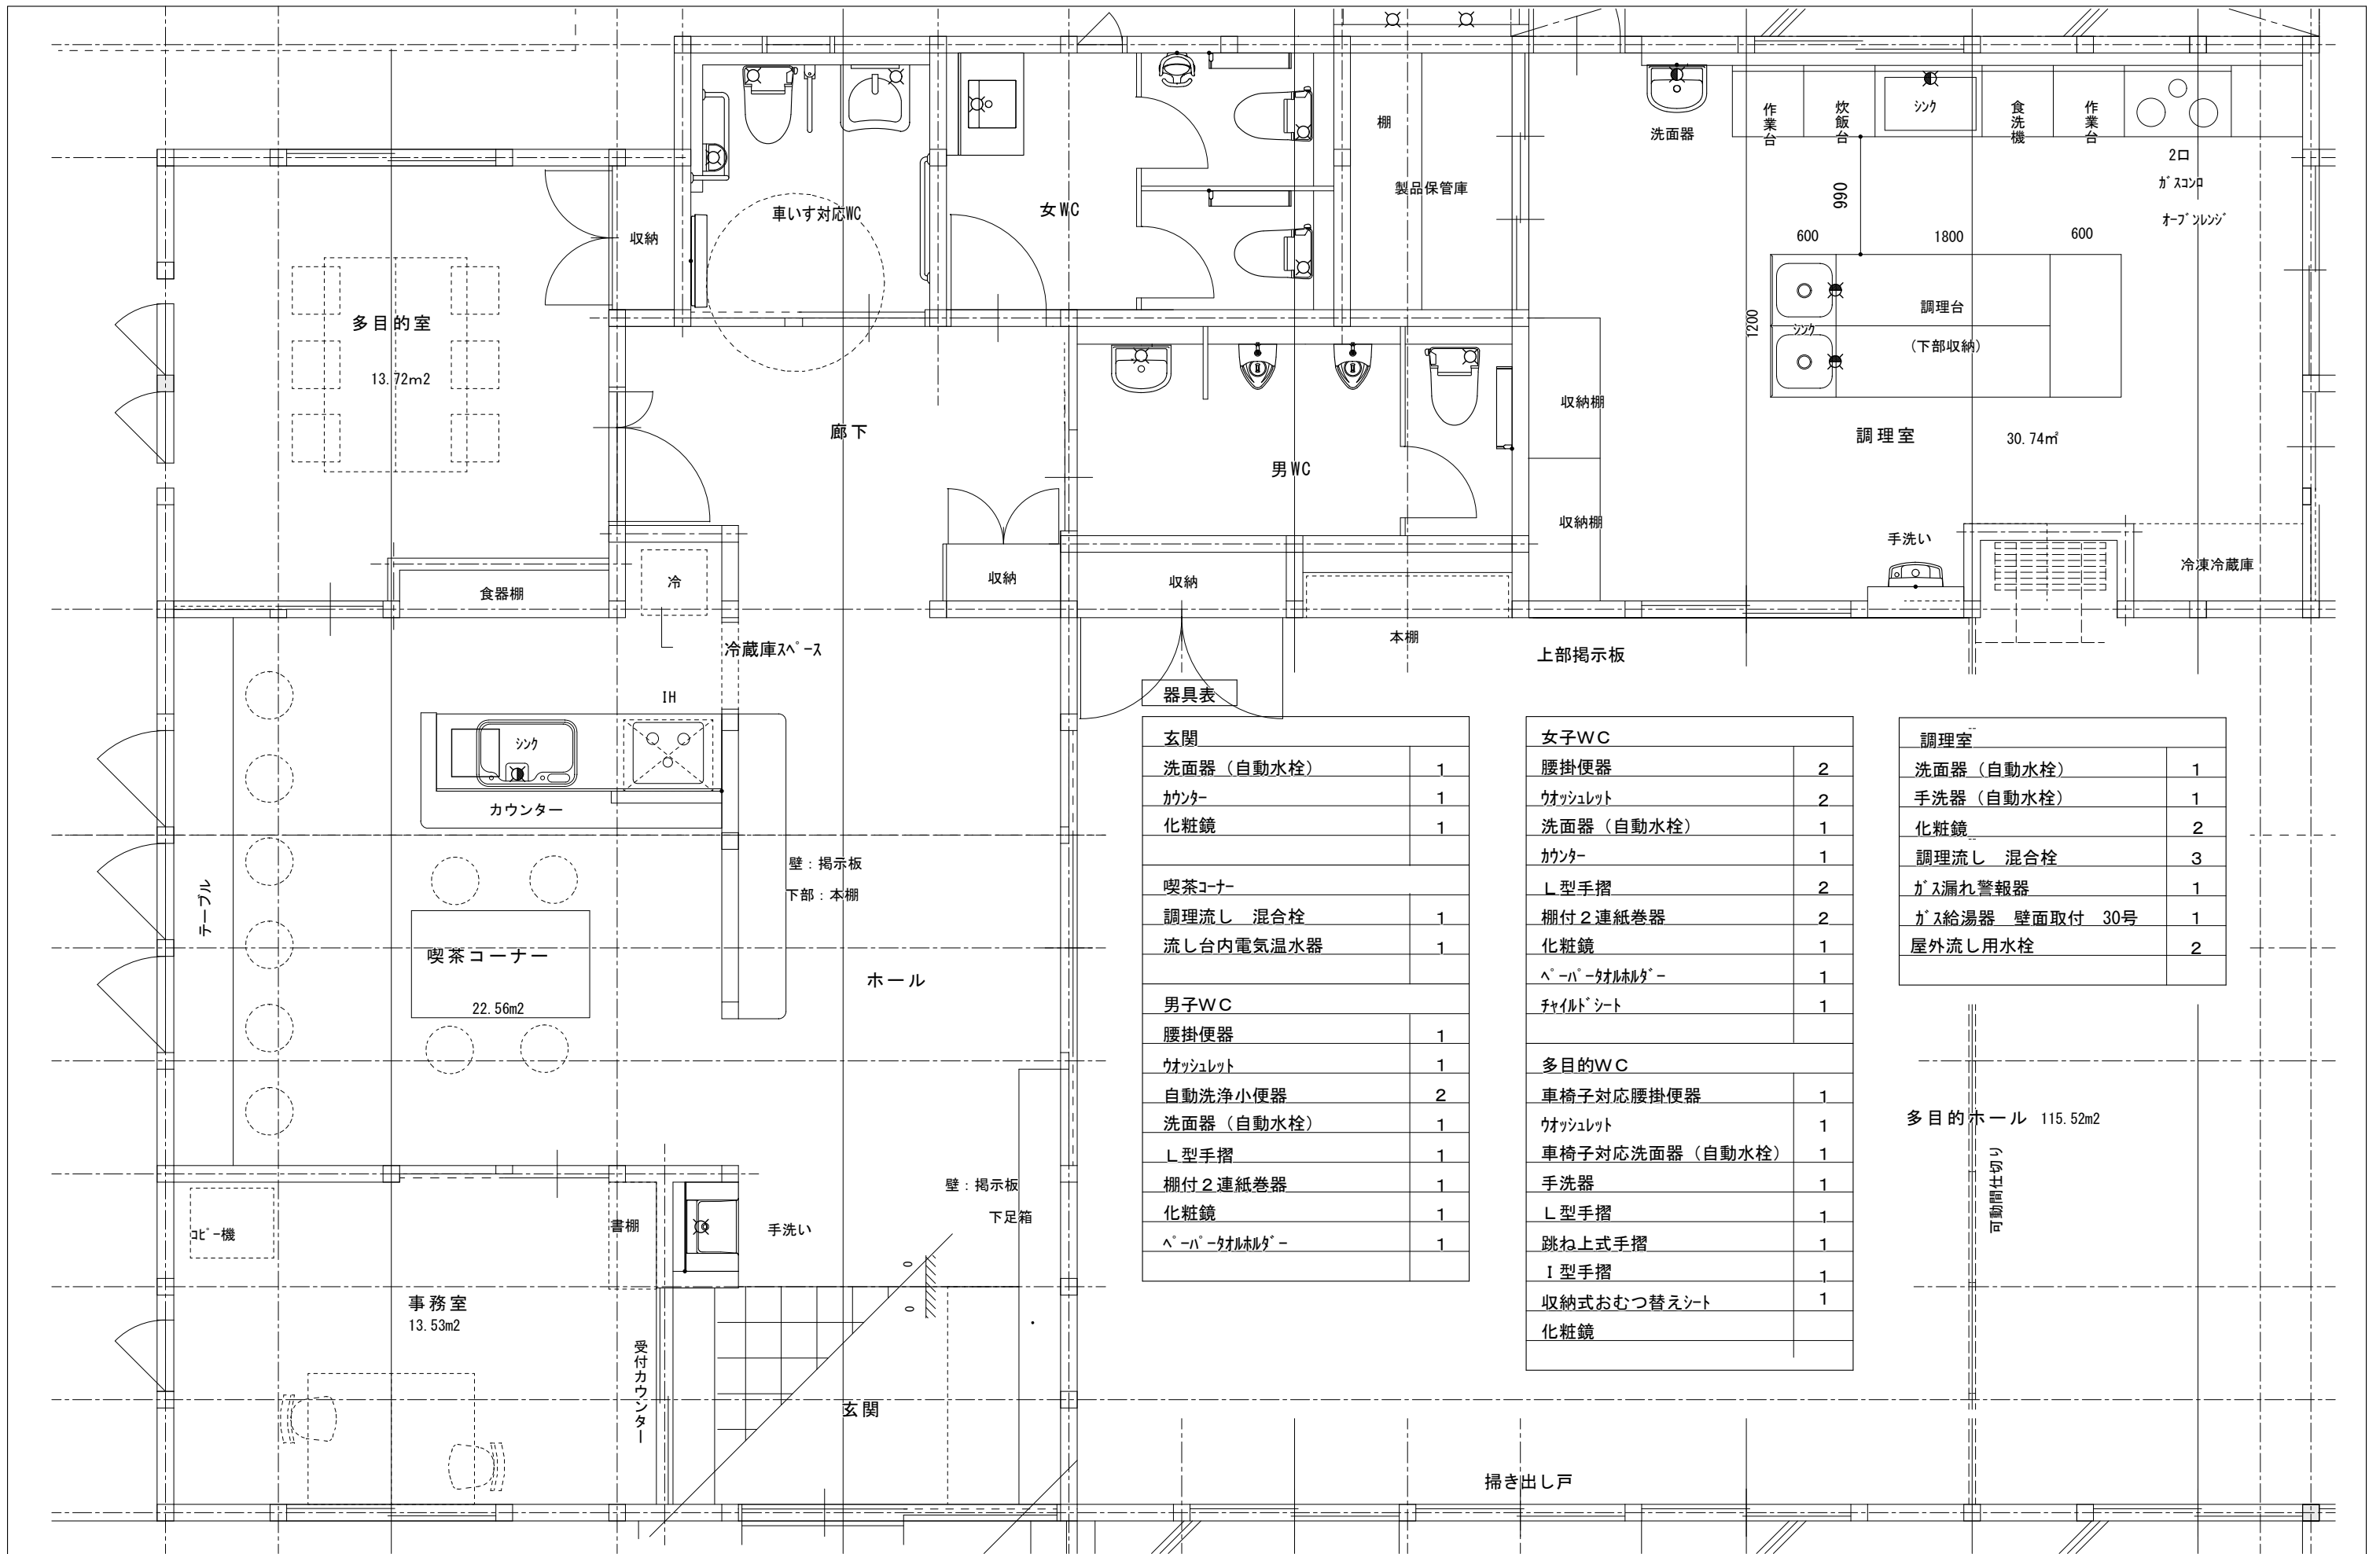 作業台
炊飯台
ｼﾝｸ
食洗機
作業台
棚
洗面器
2口
ｶﾞｽｺﾝﾛ
ｵｰﾌﾞﾝﾚﾝｼﾞ
製品保管庫
990
車いす対応WC
女WC
収納
600
1800
600
多目的室
13.72m2
調理台
(下部収納)
ｼﾝｸ
1200
収納棚
廊下
調理室
30.74㎡
男WC
収納棚
手洗い
冷凍冷蔵庫
冷
収納
収納
食器棚
本棚
冷蔵庫ｽﾍﾟｰｽ
上部掲示板
IH
ｼﾝｸ
カウンター
壁：掲示板
下部：本棚
テーブル
喫茶コーナー
22.56m2
ホール
器具表
玄関
洗面器（自動水栓） 1
ｶｳﾝﾀｰ 1
化粧鏡 1
喫茶ｺｰﾅｰ
調理流し　混合栓 1
流し台内電気温水器 1
男子ＷＣ
腰掛便器 1
ｳｵｯｼｭﾚｯﾄ 1
自動洗浄小便器 2
洗面器（自動水栓） 1
Ｌ型手摺 1
棚付２連紙巻器 1
化粧鏡 1
ﾍﾟｰﾊﾟｰﾀｵﾙﾎﾙﾀﾞｰ 1
女子ＷＣ
腰掛便器 2
ｳｵｯｼｭﾚｯﾄ 2
洗面器（自動水栓） 1
ｶｳﾝﾀｰ 1
Ｌ型手摺 2
棚付２連紙巻器 2
化粧鏡 1
ﾍﾟｰﾊﾟｰﾀｵﾙﾎﾙﾀﾞｰ 1
ﾁｬｲﾙﾄﾞｼｰﾄ 1
多目的ＷＣ
車椅子対応腰掛便器 1
ｳｵｯｼｭﾚｯﾄ 1
車椅子対応洗面器（自動水栓） 1
手洗器 1
Ｌ型手摺 1
跳ね上式手摺 1
Ｉ型手摺 1
収納式おむつ替えｼｰﾄ 1
化粧鏡
調理室
洗面器（自動水栓） 1
手洗器（自動水栓） 1
化粧鏡 2
調理流し　混合栓 3
ｶﾞｽ漏れ警報器 1
ｶﾞｽ給湯器　壁面取付　30号 1
屋外流し用水栓 2
多目的ホール 115.52m2
可動間仕切り
壁：掲示板
下足箱
ｺﾋﾟｰ機
書棚
手洗い
事務室
13.53m2
受付カウンター
0
0
玄関
掃き出し戸